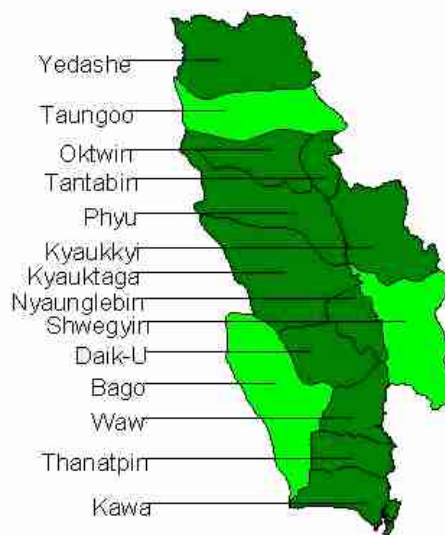 Yedashe
Taungoo
Oktwin
Tantabin
Phyu
Kyaukkyi
Kyauktaga
Nyaunglebin
Shwegyin
Daik-U
Bago
Waw
Thanatpin
Kawa